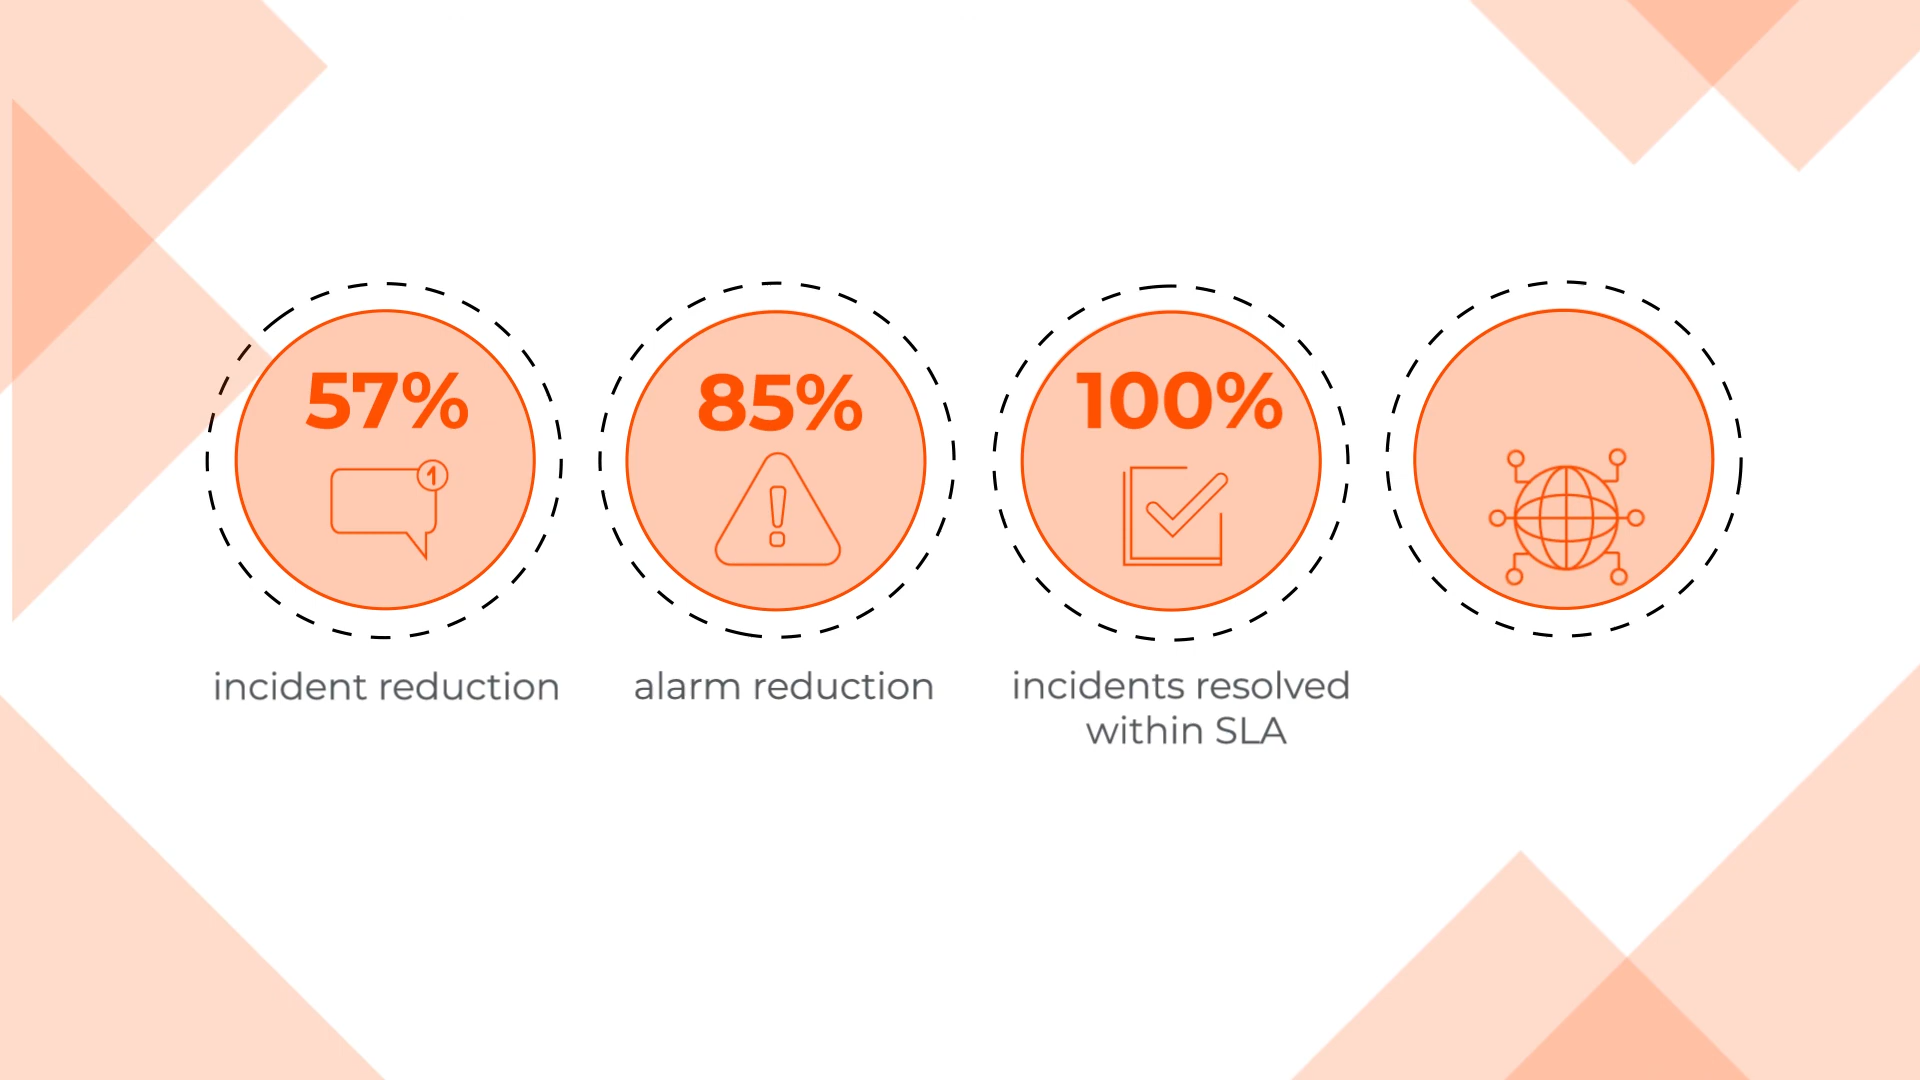 57%
85%
100%
1
incident reduction
alarm reduction
incidents resolved
within SLA